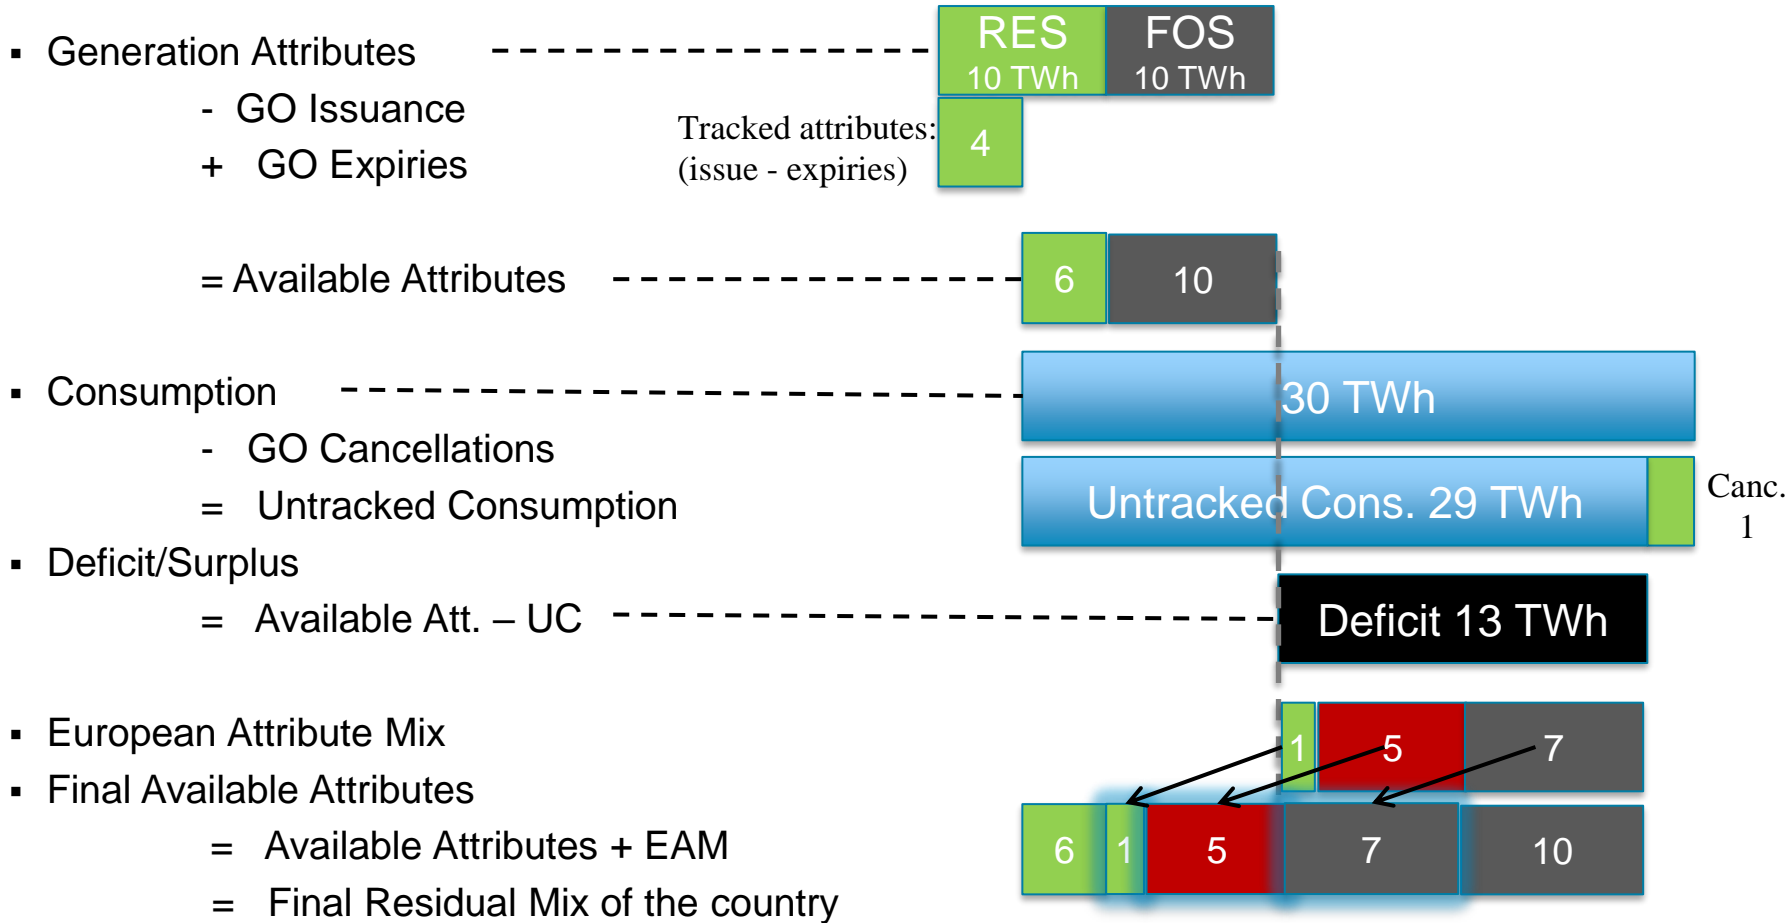 ▪ Generation Attributes
RES FOS
10 TWh 10 TWh
- GO Issuance
+ GO Expiries
Tracked attributes:
(issue - expiries)
4
= Available Attributes
6 10
▪ Consumption
30 TWh
- GO Cancellations
= Untracked Consumption
Untracked Cons. 29 TWh
Canc.
1
▪ Deficit/Surplus
= Available Att. – UC
Deficit 13 TWh
▪ European Attribute Mix
1 5 7
▪ Final Available Attributes
= Available Attributes + EAM
6 1 5 7 10
= Final Residual Mix of the country